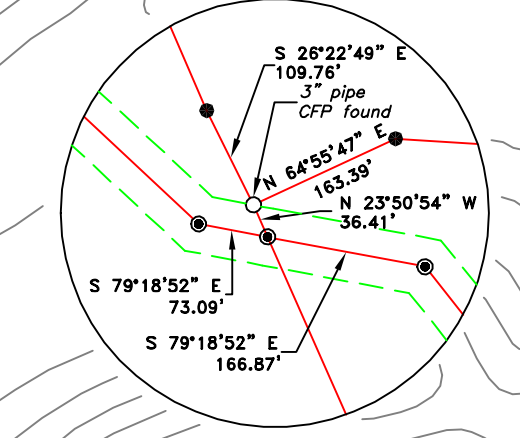 S 26°22'49" E
109.76'
3" pipe
CFP found
N 64°55'47" E
163.39'
N 23°50'54" W
36.41'
S 79°18'52" E
73.09'
S 79°18'52" E
166.87'